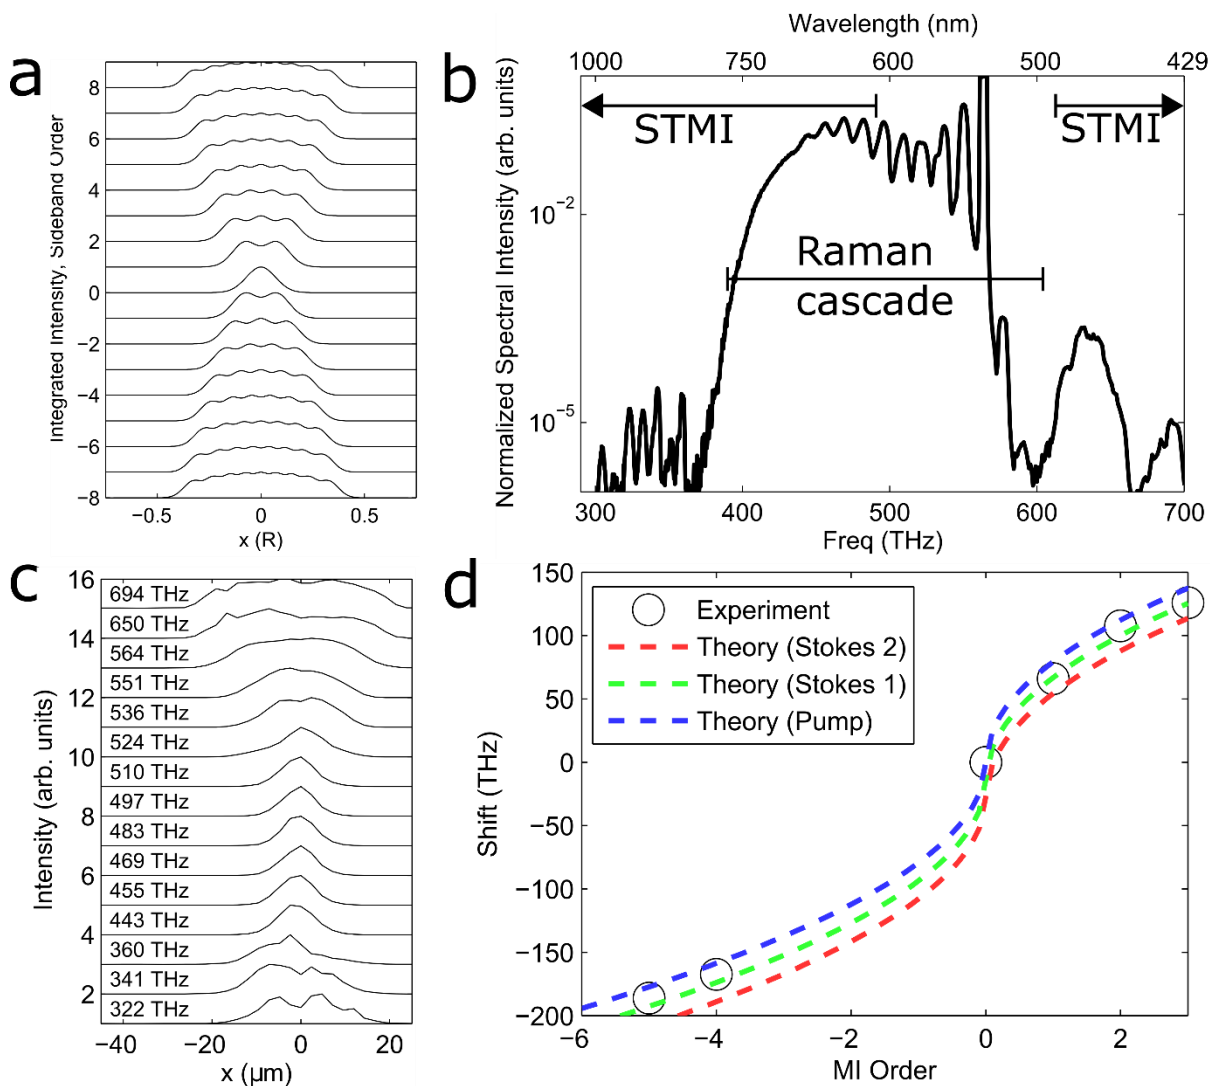 a
Integrated Intensity, Sideband Order
8
6
4
2
0
−2
−4
−6
−8
−0.5 0 0.5
x (R)
b
Wavelength (nm)
1000 750 600 500 429
STMI STMI
Raman
cascade
Normalized Spectral Intensity (arb. units)
10−2
10−5
300 400 500 600 700
Freq (THz)
c
Intensity (arb. units)
16
14
12
10
8
6
4
2
694 THz
650 THz
564 THz
551 THz
536 THz
524 THz
510 THz
497 THz
483 THz
469 THz
455 THz
443 THz
360 THz
341 THz
322 THz
−40 −20 0 20
x (μm)
d
Shift (THz)
150
100
50
0
−50
−100
−150
−200
Experiment
Theory (Stokes 2)
Theory (Stokes 1)
Theory (Pump)
−6 −4 −2 0 2
MI Order